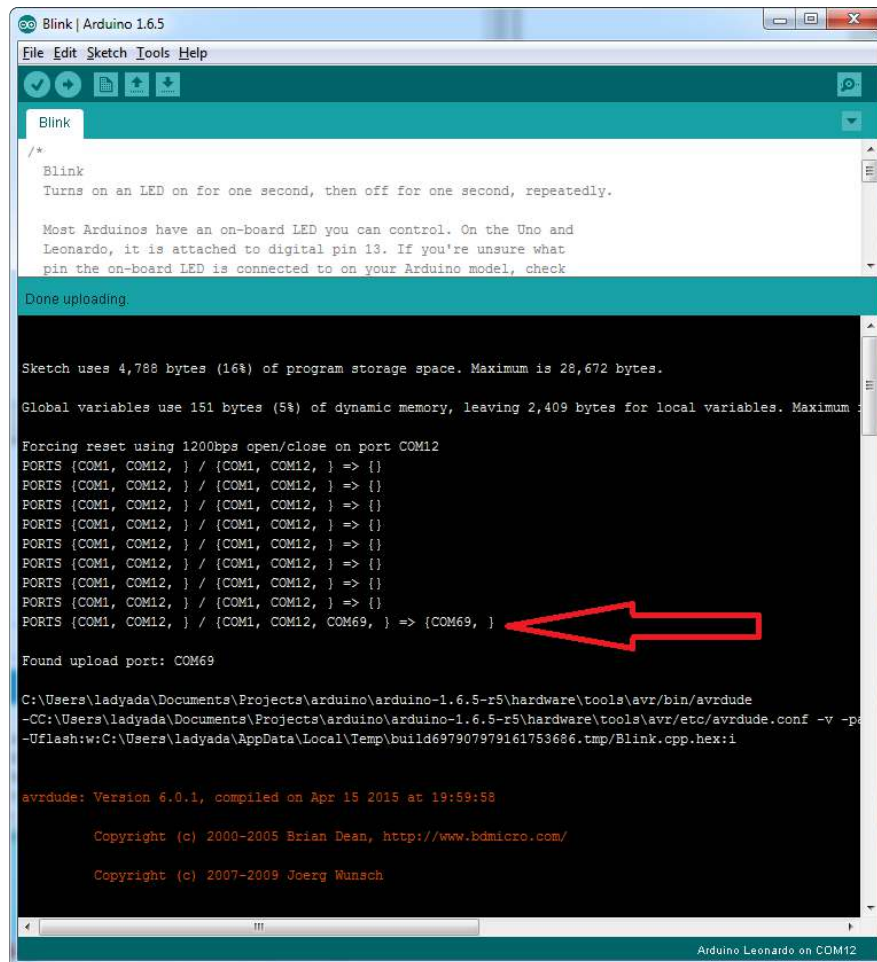 Blink | Arduino 1.6.5
File Edit Sketch Tools Help
Blink
/*
Blink
Turns on an LED on for one second, then off for one second, repeatedly.
Most Arduinos have an on-board LED you can control. On the Uno and
Leonardo, it is attached to digital pin 13. If you're unsure what
pin the on-board LED is connected to on your Arduino model, check
Done uploading.
Sketch uses 4,788 bytes (16%) of program storage space. Maximum is 28,672 bytes.
Global variables use 151 bytes (5%) of dynamic memory, leaving 2,409 bytes for local variables. Maximum
Forcing reset using 1200bps open/close on port COM12
PORTS {COM1, COM12, } / {COM1, COM12, } => {}
PORTS {COM1, COM12, } / {COM1, COM12, } => {}
PORTS {COM1, COM12, } / {COM1, COM12, } => {}
PORTS {COM1, COM12, } / {COM1, COM12, } => {}
PORTS {COM1, COM12, } / {COM1, COM12, } => {}
PORTS {COM1, COM12, } / {COM1, COM12, } => {}
PORTS {COM1, COM12, } / {COM1, COM12, } => {}
PORTS {COM1, COM12, } / {COM1, COM12, } => {}
PORTS {COM1, COM12, } / {COM1, COM12, COM69, } => {COM69, }
Found upload port: COM69
C:\Users\ladyada\Documents\Projects\arduino\arduino-1.6.5-r5\hardware\tools\avr/bin/avrdude
-CC:\Users\ladyada\Documents\Projects\arduino\arduino-1.6.5-r5\hardware\tools\avr/etc/avrdude.conf -v -pa
-Uflash:w:C:\Users\ladyada\AppData\Local\Temp\build697907979161753686.tmp/Blink.cpp.hex:i
avrdude: Version 6.0.1, compiled on Apr 15 2015 at 19:59:58
Copyright (c) 2000-2005 Brian Dean, http://www.bdmicro.com/
Copyright (c) 2007-2009 Joerg Wunsch
Arduino Leonardo on COM12